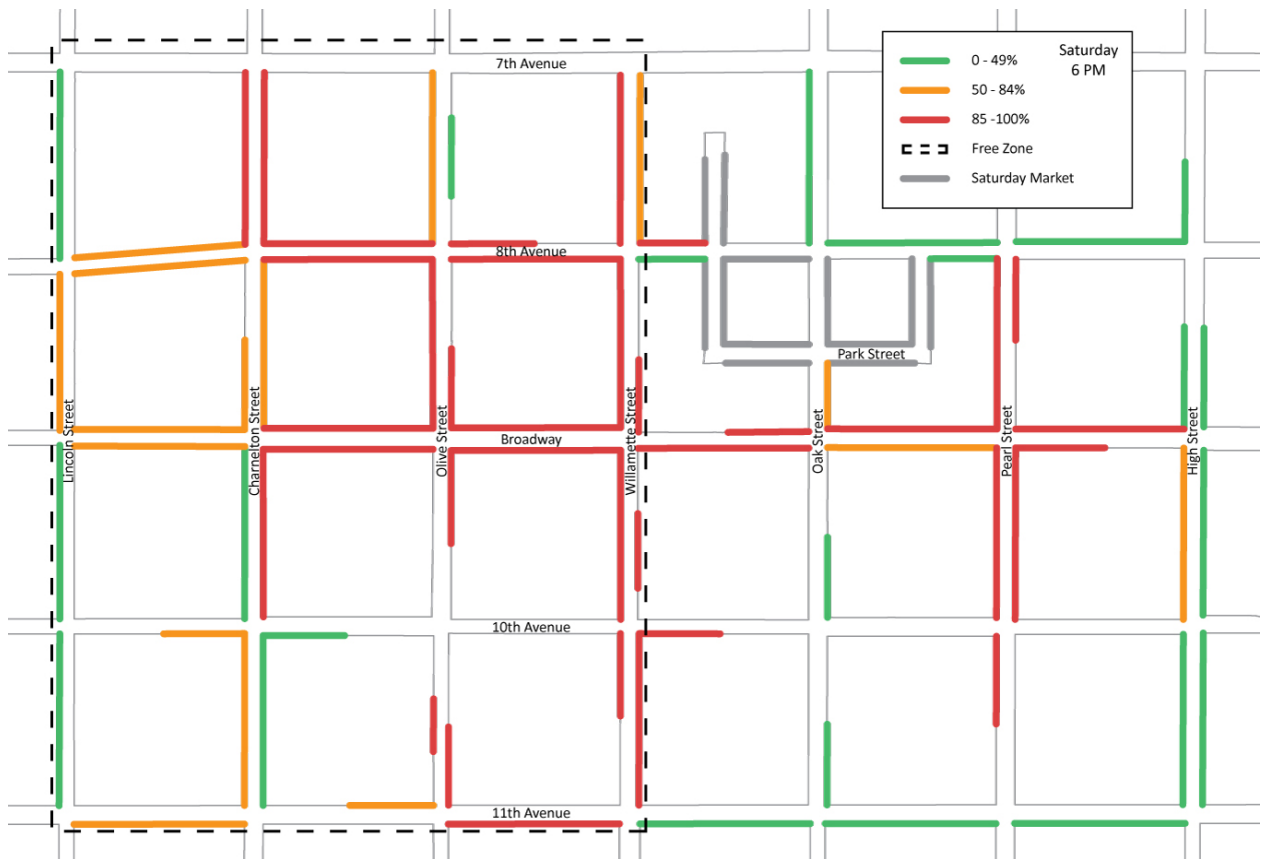 7th Avenue
Saturday
6 PM
0 - 49%
50 - 84%
85 -100%
Free Zone
Saturday Market
8th Avenue
Park Street
Lincoln Street
Charnelton Street
Olive Street
Broadway
Willamette Street
Oak Street
Pearl Street
High Street
10th Avenue
11th Avenue